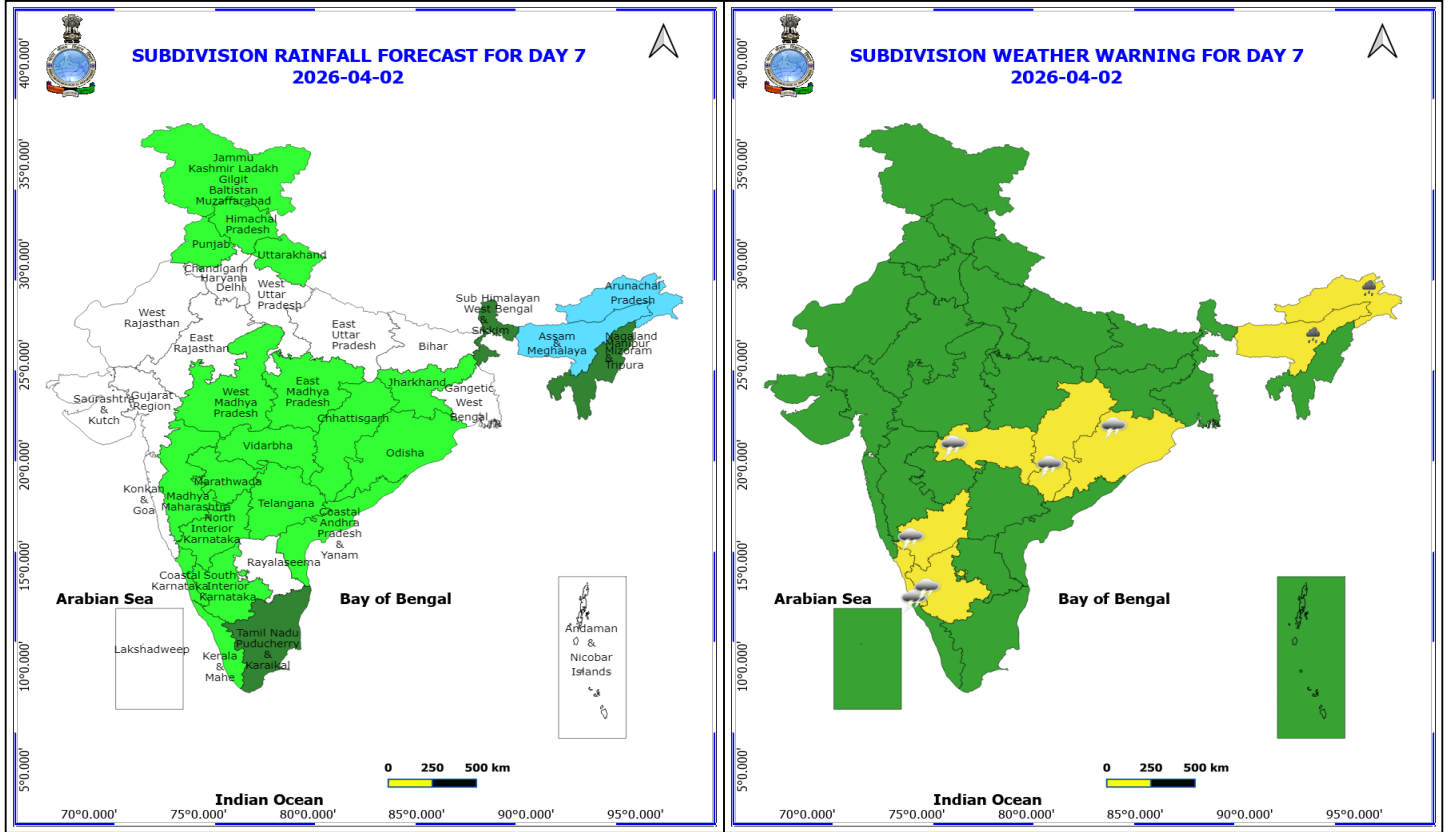 SUBDIVISION RAINFALL FORECAST FOR DAY 7
2026-04-02
40°0.000'
35°0.000'
30°0.000'
25°0.000'
20°0.000'
15°0.000'
10°0.000'
5°0.000'
Jammu
Kashmir Ladakh
Gilgit
Baltistan
Muzaffarabad
Himachal
Pradesh
Punjab
Uttarakhand
Chandigarh
Haryana
Delhi
West
Uttar
Pradesh
West
Rajasthan
East
Rajasthan
East
Uttar
Pradesh
Bihar
Sub Himalayan
West Bengal
&
Sikkim
Arunachal
Pradesh
Assam
&
Meghalaya
Nagaland
Manipur
Mizoram
&
Tripura
Saurashtra
&
Kutch
Gujarat
Region
West
Madhya
Pradesh
East
Madhya
Pradesh
Jharkhand
Gangetic
West
Bengal
Chhattisgarh
Vidarbha
Odisha
Konkan
&
Goa
Madhya
Maharashtra
Marathwada
Telangana
North
Interior
Karnataka
Coastal
Andhra
Pradesh
&
Yanam
Rayalaseema
Coastal
Karnataka
South
Interior
Karnataka
Tamil Nadu
Puducherry
&
Karaikal
Kerala
&
Mahe
Lakshadweep
Andaman
&
Nicobar
Islands
Arabian Sea
Bay of Bengal
Indian Ocean
0 250 500 km
70°0.000' 75°0.000' 80°0.000' 85°0.000' 90°0.000' 95°0.000'
SUBDIVISION WEATHER WARNING FOR DAY 7
2026-04-02
40°0.000'
35°0.000'
30°0.000'
25°0.000'
20°0.000'
15°0.000'
10°0.000'
5°0.000'
Arabian Sea
Bay of Bengal
Indian Ocean
0 250 500 km
70°0.000' 75°0.000' 80°0.000' 85°0.000' 90°0.000' 95°0.000'